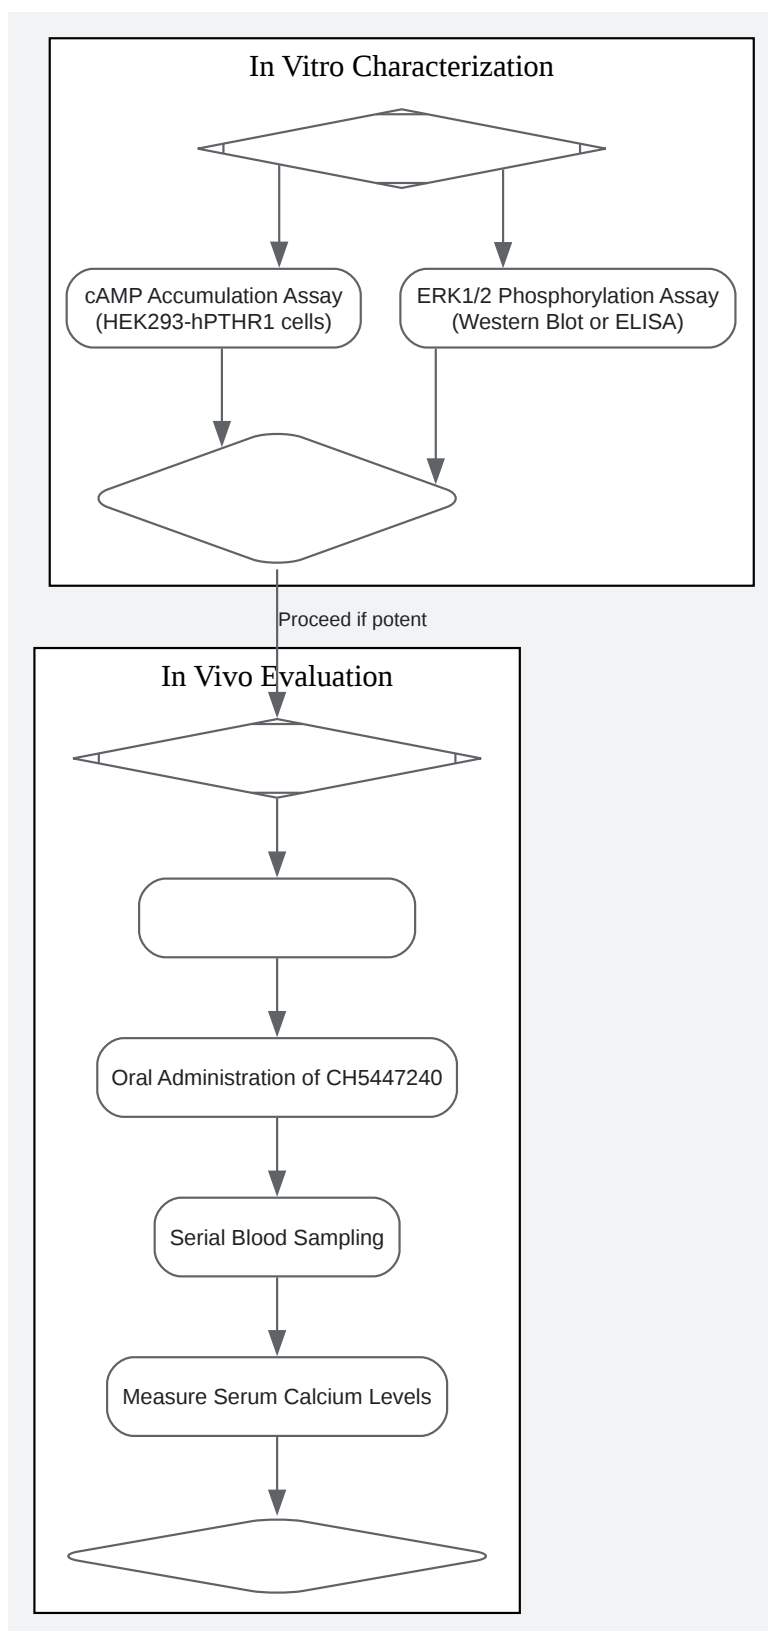 In Vitro Characterization
cAMP Accumulation Assay
(HEK293-hPTHR1 cells)
ERK1/2 Phosphorylation Assay
(Western Blot or ELISA)
Proceed if potent
In Vivo Evaluation
Oral Administration of CH5447240
Serial Blood Sampling
Measure Serum Calcium Levels